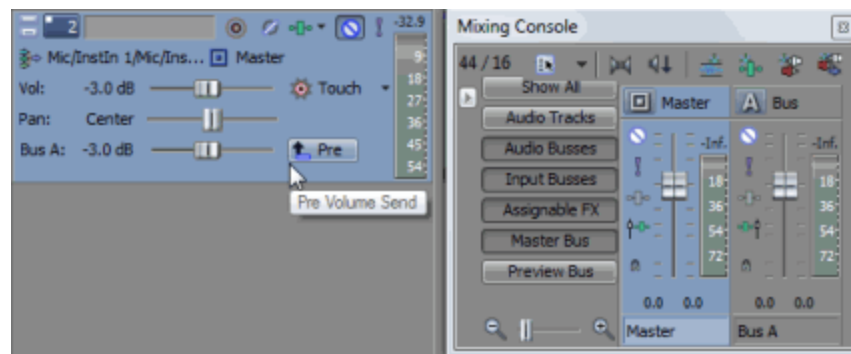 2
-32.9
Mic/InstIn 1/Mic/Ins... Master
9
18
27
36
45
54
Vol: -3.0 dB Touch
Pan: Center
Bus A: -3.0 dB Pre
Pre Volume Send
Mixing Console
44 / 16
Show All
Audio Tracks
Audio Busses
Input Busses
Assignable FX
Master Bus
Preview Bus
Master
-Inf.
18
36
54
72
0.0 0.0
Master
A Bus
-Inf.
18
36
54
72
0.0 0.0
Bus A